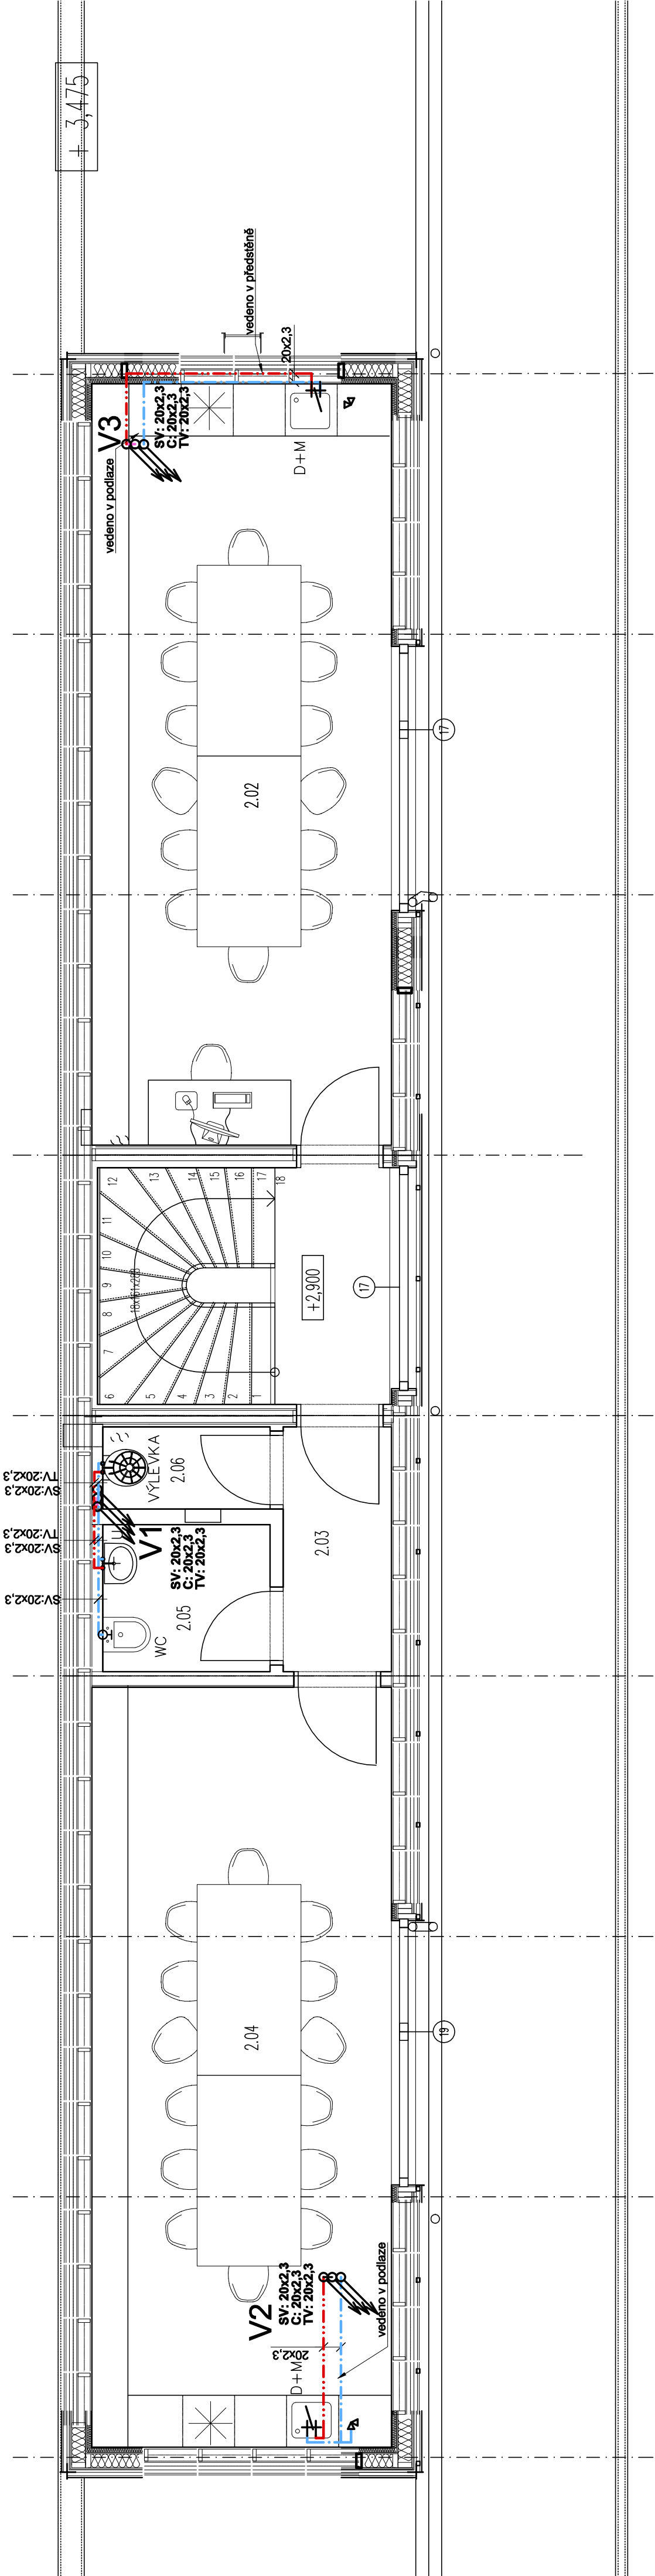 + 3,475
vedeno v předstěně
20x2,3
V3
SV: 20x2,3
C: 20x2,3
TV: 20x2,3
vedeno v podlaze
D+M
2.02
17
12
13
14
15
16
17
18
11
10
9
8
7
6
5
4
3
2
1
+2,900
17
TV:20x2,3
SV:20x2,3
TV:20x2,3
SV:20x2,3
SV:20x2,3
VÝLEVKA
2.06
V1
SV: 20x2,3
C: 20x2,3
TV: 20x2,3
U
2.05
WC
2.03
2.04
19
V2
SV: 20x2,3
C: 20x2,3
TV: 20x2,3
20x2,3
D+M
vedeno v podlaze